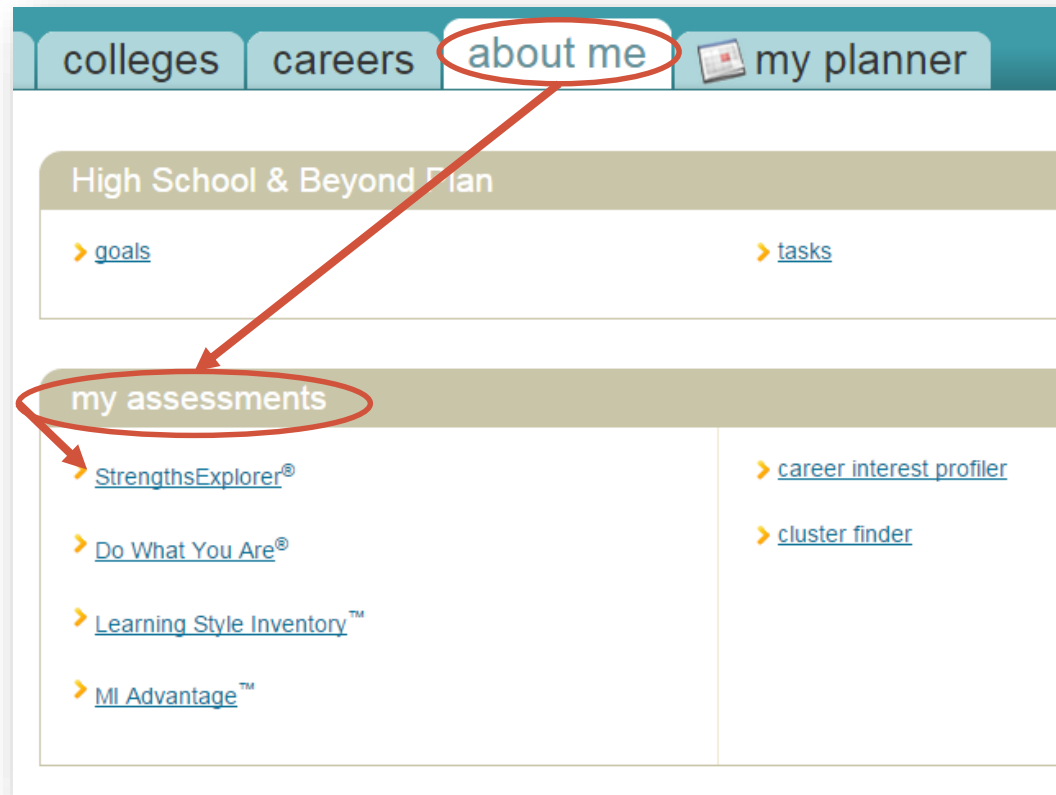 colleges careers about me my planner
High School & Beyond Plan
goals tasks
my assessments
StrengthsExplorer® career interest profiler
Do What You Are® cluster finder
Learning Style Inventory™
MI Advantage™